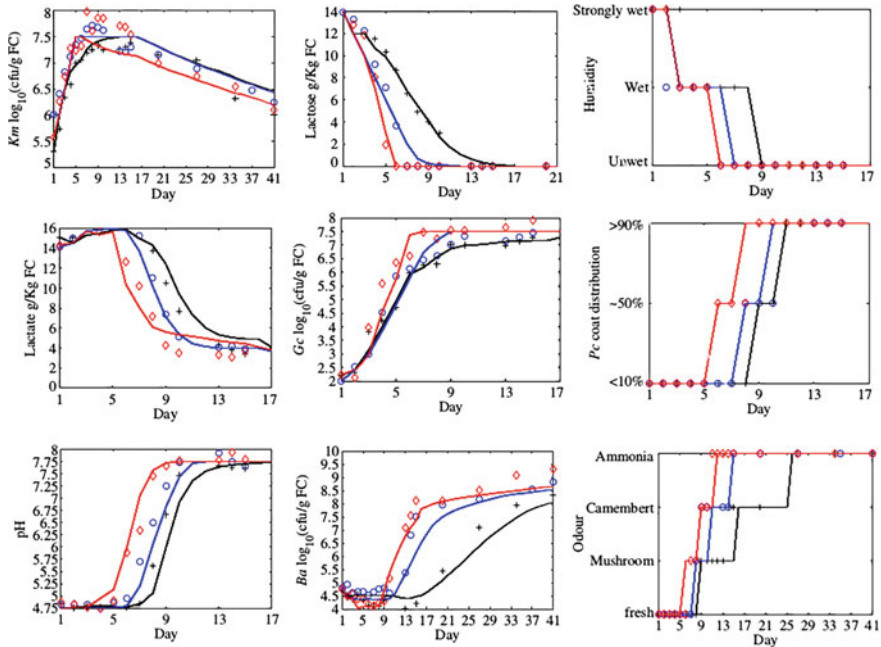 Km log10(cfu/g FC)
8
7.5
7
6.5
6
5.5
5
1 5 9 13 17 21 25 29 33 37 41
Day
Lactose g/Kg FC
14
12
10
8
6
4
2
0
1 5 9 13 17 21
Day
Humidity
Strongly wet
Wet
Unwet
1 5 9 13 17
Day
Lactate g/Kg FC
16
14
12
10
8
6
4
2
0
1 5 9 13 17
Day
Gc log10(cfu/g FC)
8
7.5
7
6.5
6
5.5
5
4.5
4
3.5
3
2.5
2
1 5 9 13 17
Day
Pc coat distribution
>90%
~50%
<10%
1 5 9 13 17
Day
pH
8
7.75
7.25
6.75
6.25
5.75
5.25
4.75
1 5 9 13 17
Day
Ba log10(cfu/g FC)
10
9.5
9
8.5
8
7.5
7
6.5
6
5.5
5
4.5
4
1 5 9 13 17 21 25 29 33 37 41
Day
Odour
Ammonia
Camembert
Mushroom
fresh
1 5 9 13 17 21 25 29 33 37 41
Day